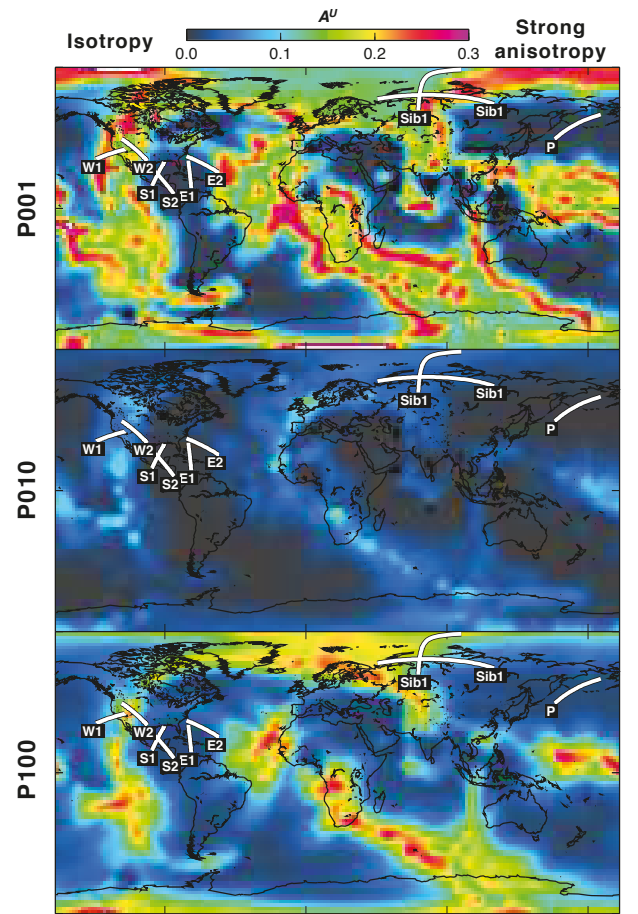 A^U
Isotropy
Strong
anisotropy
0.0 0.1 0.2 0.3
P001
W1 W2 S1 S2 E1 E2 Sib1 Sib1 P
P010
W1 W2 S1 S2 E1 E2 Sib1 Sib1 P
P100
W1 W2 S1 S2 E1 E2 Sib1 Sib1 P